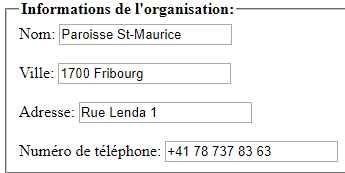 Informations de l'organisation:
Nom: Paroisse St-Maurice
Ville: 1700 Fribourg
Adresse: Rue Lenda 1
Numéro de téléphone: +41 78 737 83 63